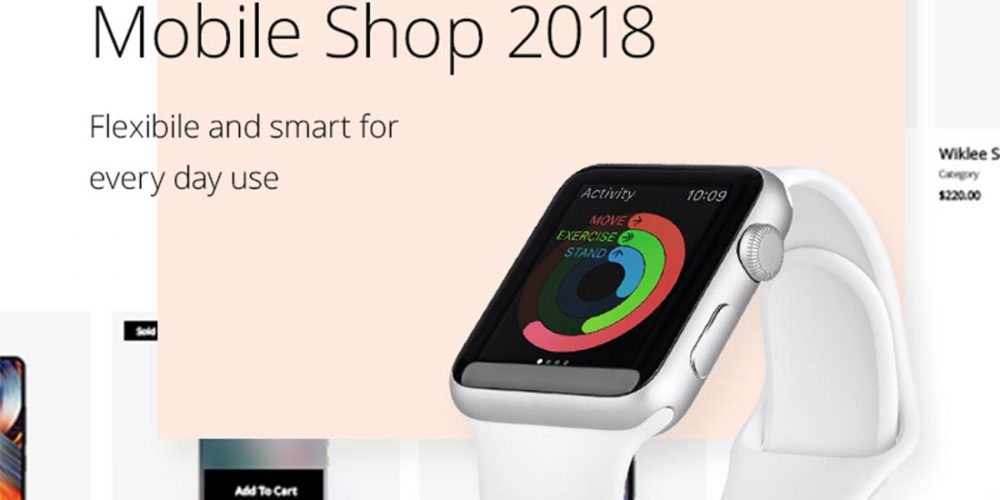 Mobile Shop 2018
Flexibile and smart for
every day use
Wiklee S
Category
$220.00
Activity 10:09
MOVE
EXERCISE
STAND
Sold
Add To Cart